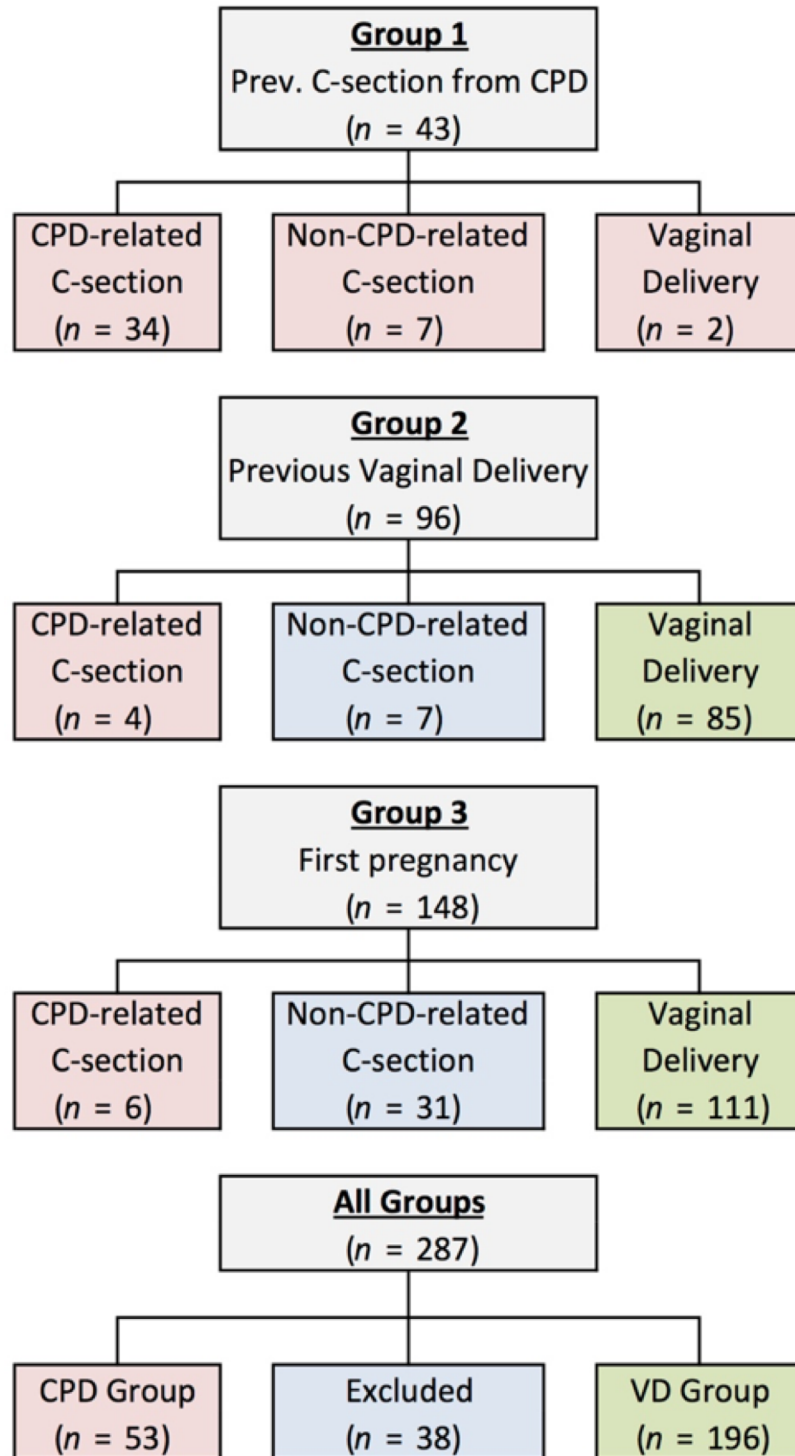 Group 1
Prev. C-section from CPD
(n = 43)
CPD-related
C-section
(n = 34)
Non-CPD-related
C-section
(n = 7)
Vaginal
Delivery
(n = 2)
Group 2
Previous Vaginal Delivery
(n = 96)
CPD-related
C-section
(n = 4)
Non-CPD-related
C-section
(n = 7)
Vaginal
Delivery
(n = 85)
Group 3
First pregnancy
(n = 148)
CPD-related
C-section
(n = 6)
Non-CPD-related
C-section
(n = 31)
Vaginal
Delivery
(n = 111)
All Groups
(n = 287)
CPD Group
(n = 53)
Excluded
(n = 38)
VD Group
(n = 196)